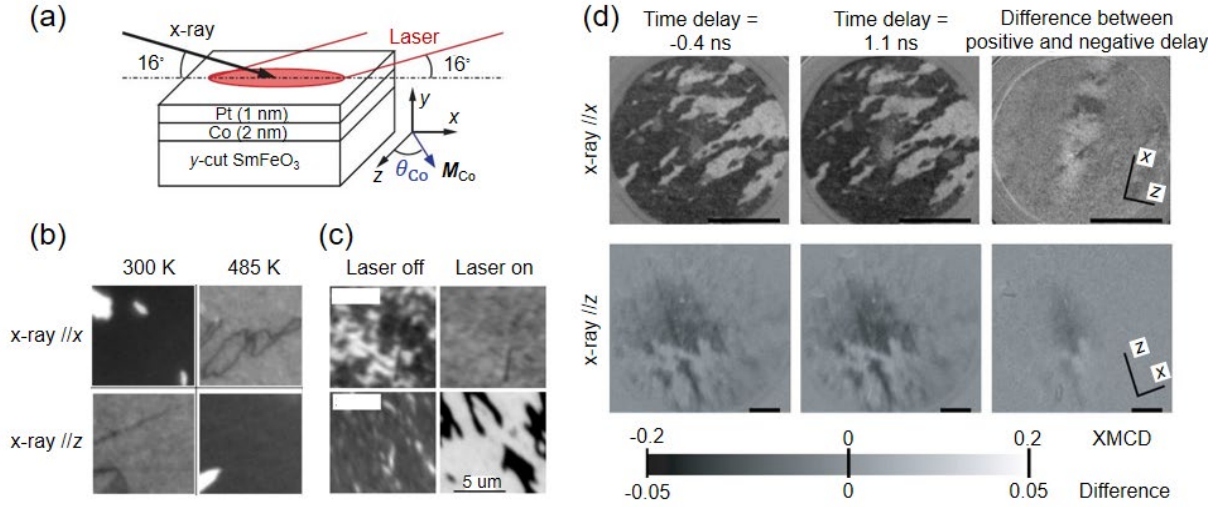 (a)
x-ray
Laser
16°
16°
Pt (1 nm)
Co (2 nm)
y-cut SmFeO₃
y
x
z
θCo
MCo
(b)
300 K
485 K
x-ray //x
x-ray //z
(c)
Laser off
Laser on
5 um
(d)
Time delay =
-0.4 ns
Time delay =
1.1 ns
Difference between
positive and negative delay
x-ray //x
X
Z
x-ray //z
Z
X
-0.2
0
0.2
XMCD
-0.05
0
0.05
Difference